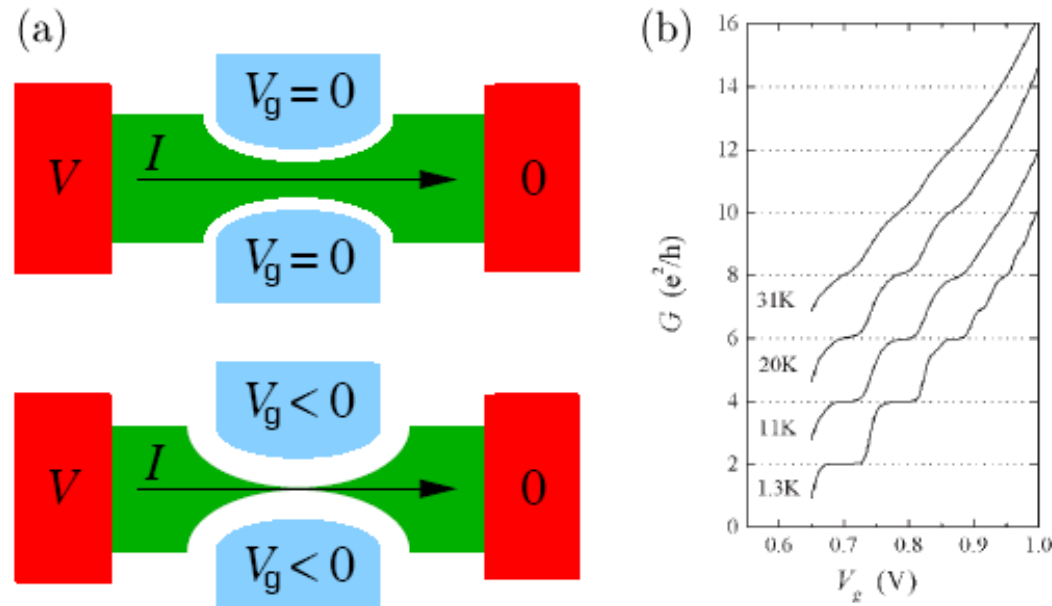 (a)
V_g = 0
V
I
0
V_g = 0
V_g < 0
V
I
0
V_g < 0
(b)
G (e²/h)
16
14
12
10
8
6
4
2
0
31K
20K
11K
1.3K
0.6 0.7 0.8 0.9 1.0
V_g (V)